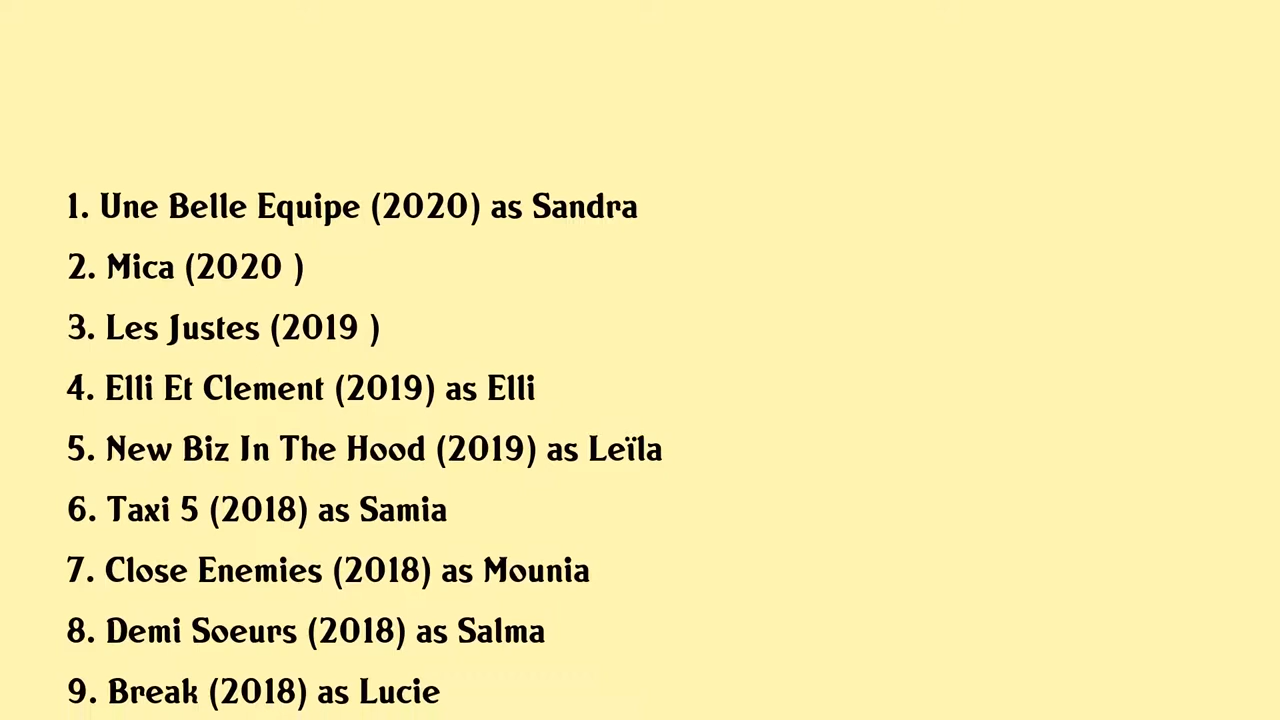 1. Une Belle Equipe (2020) as Sandra
2. Mica (2020 )
3. Les Justes (2019 )
4. Elli Et Clement (2019) as Elli
5. New Biz In The Hood (2019) as Leïla
6. Taxi 5 (2018) as Samia
7. Close Enemies (2018) as Mounia
8. Demi Soeurs (2018) as Salma
9. Break (2018) as Lucie